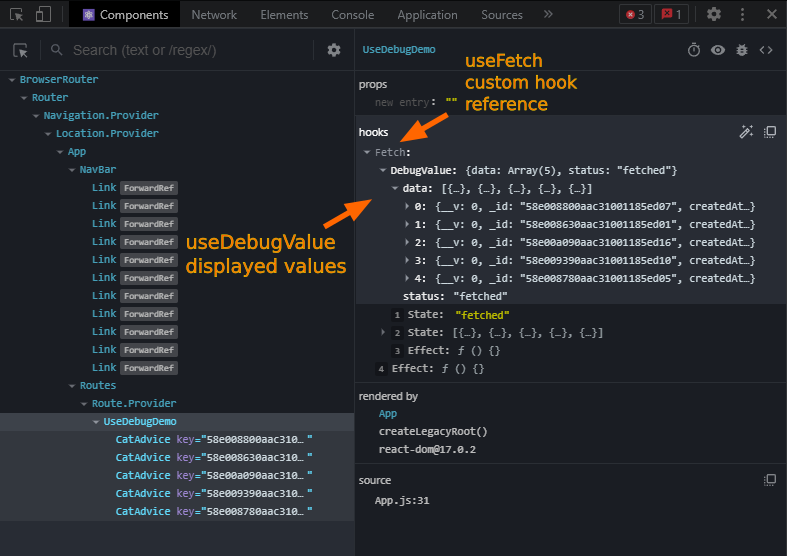 Components Network Elements Console Application Sources » 3 1
Search (text or /regex/)
BrowserRouter
Router
Navigation.Provider
Location.Provider
App
NavBar
Link ForwardRef
Link ForwardRef
Link ForwardRef
Link ForwardRef
Link ForwardRef
Link ForwardRef
Link ForwardRef
Link ForwardRef
Link ForwardRef
Link ForwardRef
Link ForwardRef
Routes
Route.Provider
UseDebugDemo
CatAdvice key="58e008800aac310…"
CatAdvice key="58e008630aac310…"
CatAdvice key="58e00a090aac310…"
CatAdvice key="58e009390aac310…"
CatAdvice key="58e008780aac310…"
useDebugValue
displayed values
UseDebugDemo
useFetch
custom hook
reference
props
new entry: ""
hooks
Fetch:
DebugValue: {data: Array(5), status: "fetched"}
data: [{…}, {…}, {…}, {…}, {…}]
0: {__v: 0, _id: "58e008800aac31001185ed07", createdAt…}
1: {__v: 0, _id: "58e008630aac31001185ed01", createdAt…}
2: {__v: 0, _id: "58e00a090aac31001185ed16", createdAt…}
3: {__v: 0, _id: "58e009390aac31001185ed10", createdAt…}
4: {__v: 0, _id: "58e008780aac31001185ed05", createdAt…}
status: "fetched"
1 State: "fetched"
2 State: [{…}, {…}, {…}, {…}, {…}]
3 Effect: ƒ () {}
4 Effect: ƒ () {}
rendered by
App
createLegacyRoot()
react-dom@17.0.2
source
App.js:31